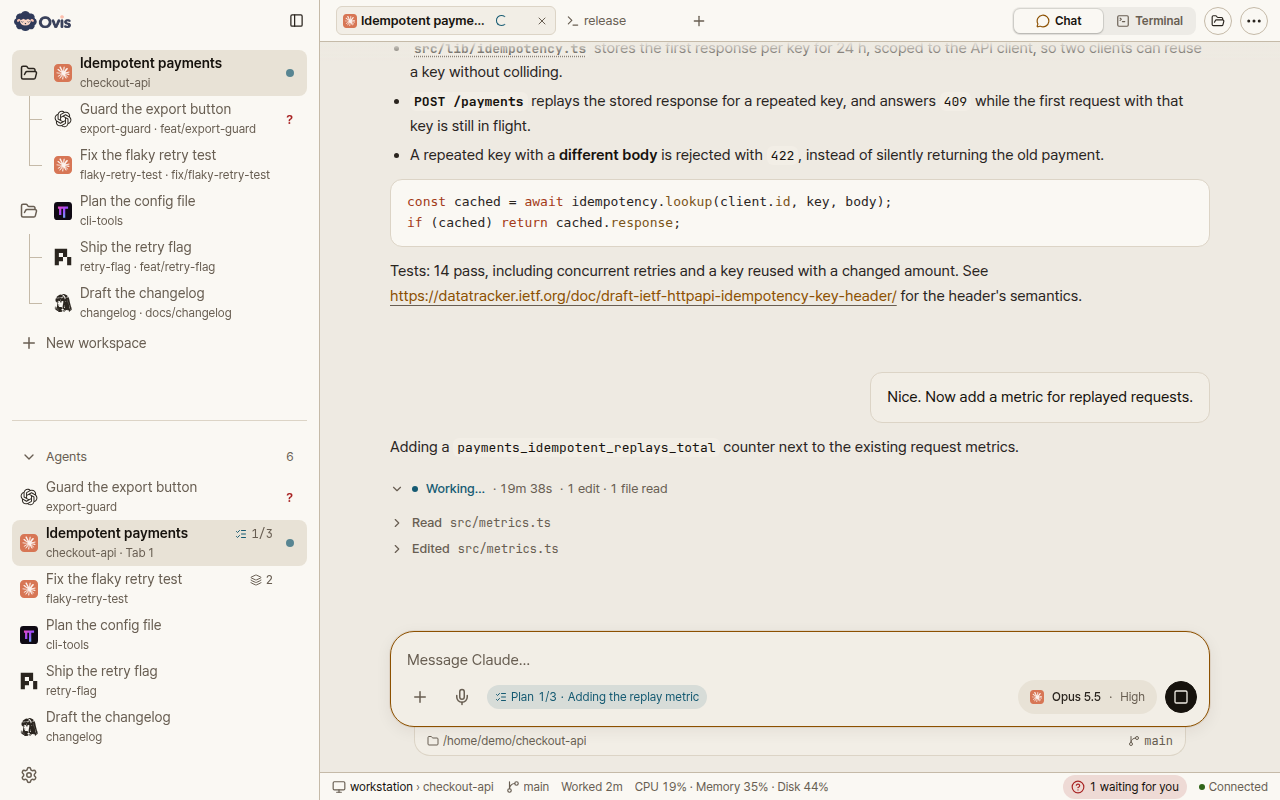 Ovis
Idempotent payme...
release
Chat
Terminal
Idempotent payments
checkout-api
Guard the export button
export-guard · feat/export-guard
?
Fix the flaky retry test
flaky-retry-test · fix/flaky-retry-test
Plan the config file
cli-tools
Ship the retry flag
retry-flag · feat/retry-flag
Draft the changelog
changelog · docs/changelog
New workspace
Agents 6
Guard the export button
export-guard
?
Idempotent payments 1/3
checkout-api · Tab 1
Fix the flaky retry test 2
flaky-retry-test
Plan the config file
cli-tools
Ship the retry flag
retry-flag
Draft the changelog
changelog
• src/lib/idempotency.ts stores the first response per key for 24 h, scoped to the API client, so two clients can reuse
a key without colliding.
• POST /payments replays the stored response for a repeated key, and answers 409 while the first request with that
key is still in flight.
• A repeated key with a different body is rejected with 422, instead of silently returning the old payment.
const cached = await idempotency.lookup(client.id, key, body);
if (cached) return cached.response;
Tests: 14 pass, including concurrent retries and a key reused with a changed amount. See
https://datatracker.ietf.org/doc/draft-ietf-httpapi-idempotency-key-header/ for the header's semantics.
Nice. Now add a metric for replayed requests.
Adding a payments_idempotent_replays_total counter next to the existing request metrics.
Working... · 19m 38s · 1 edit · 1 file read
Read src/metrics.ts
Edited src/metrics.ts
Message Claude...
Plan 1/3 · Adding the replay metric
Opus 5.5 · High
/home/demo/checkout-api
main
workstation › checkout-api main Worked 2m CPU 19% · Memory 35% · Disk 44%
1 waiting for you
Connected